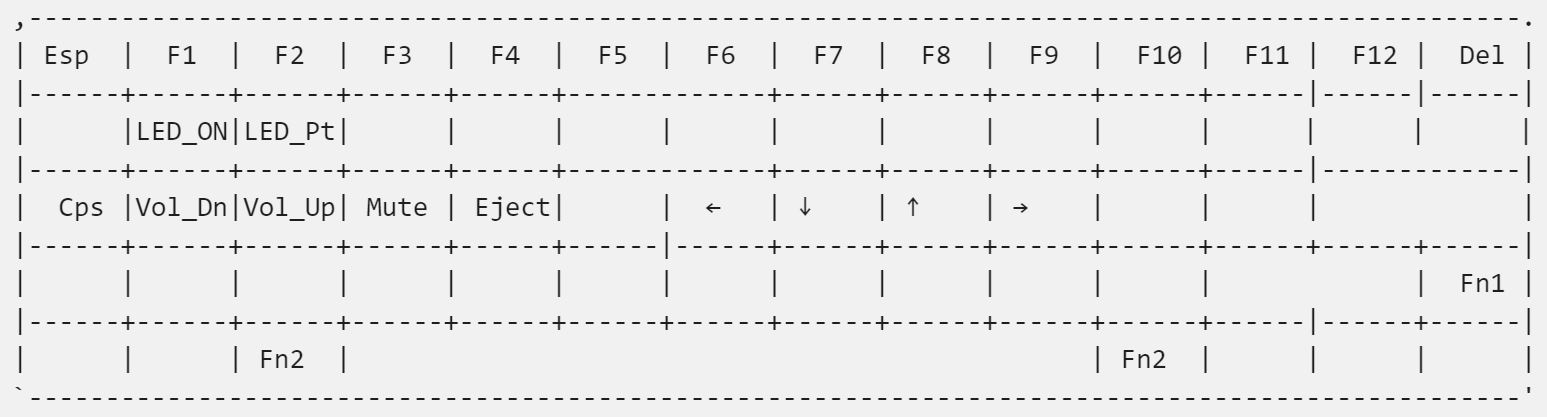 ,-----------------------------------------------------------------------------------------------.
| Esp  |  F1  |  F2  |  F3  |  F4  |  F5  |  F6  |  F7  |  F8  |  F9  |  F10 |  F11 |  F12 |  Del |
|------+------+------+------+------+-------------+------+------+------+------+------|------|------|
|      |LED_ON|LED_Pt|      |      |      |      |      |      |      |      |      |      |      |
|------+------+------+------+------+-------------+------+------+------+------+------|-------------|
|  Cps |Vol_Dn|Vol_Up| Mute | Eject|      |  ←   | ↓    | ↑    | →    |      |      |             |
|------+------+------+------+------+------|------+------+------+------+------+------+------+------|
|      |      |      |      |      |      |      |      |      |      |      |             |  Fn1 |
|------+------+------+------+------+------+------+------+------+------+------+------|------+------|
|      |      | Fn2  |                                                | Fn2  |      |      |      |
`-----------------------------------------------------------------------------------------------'